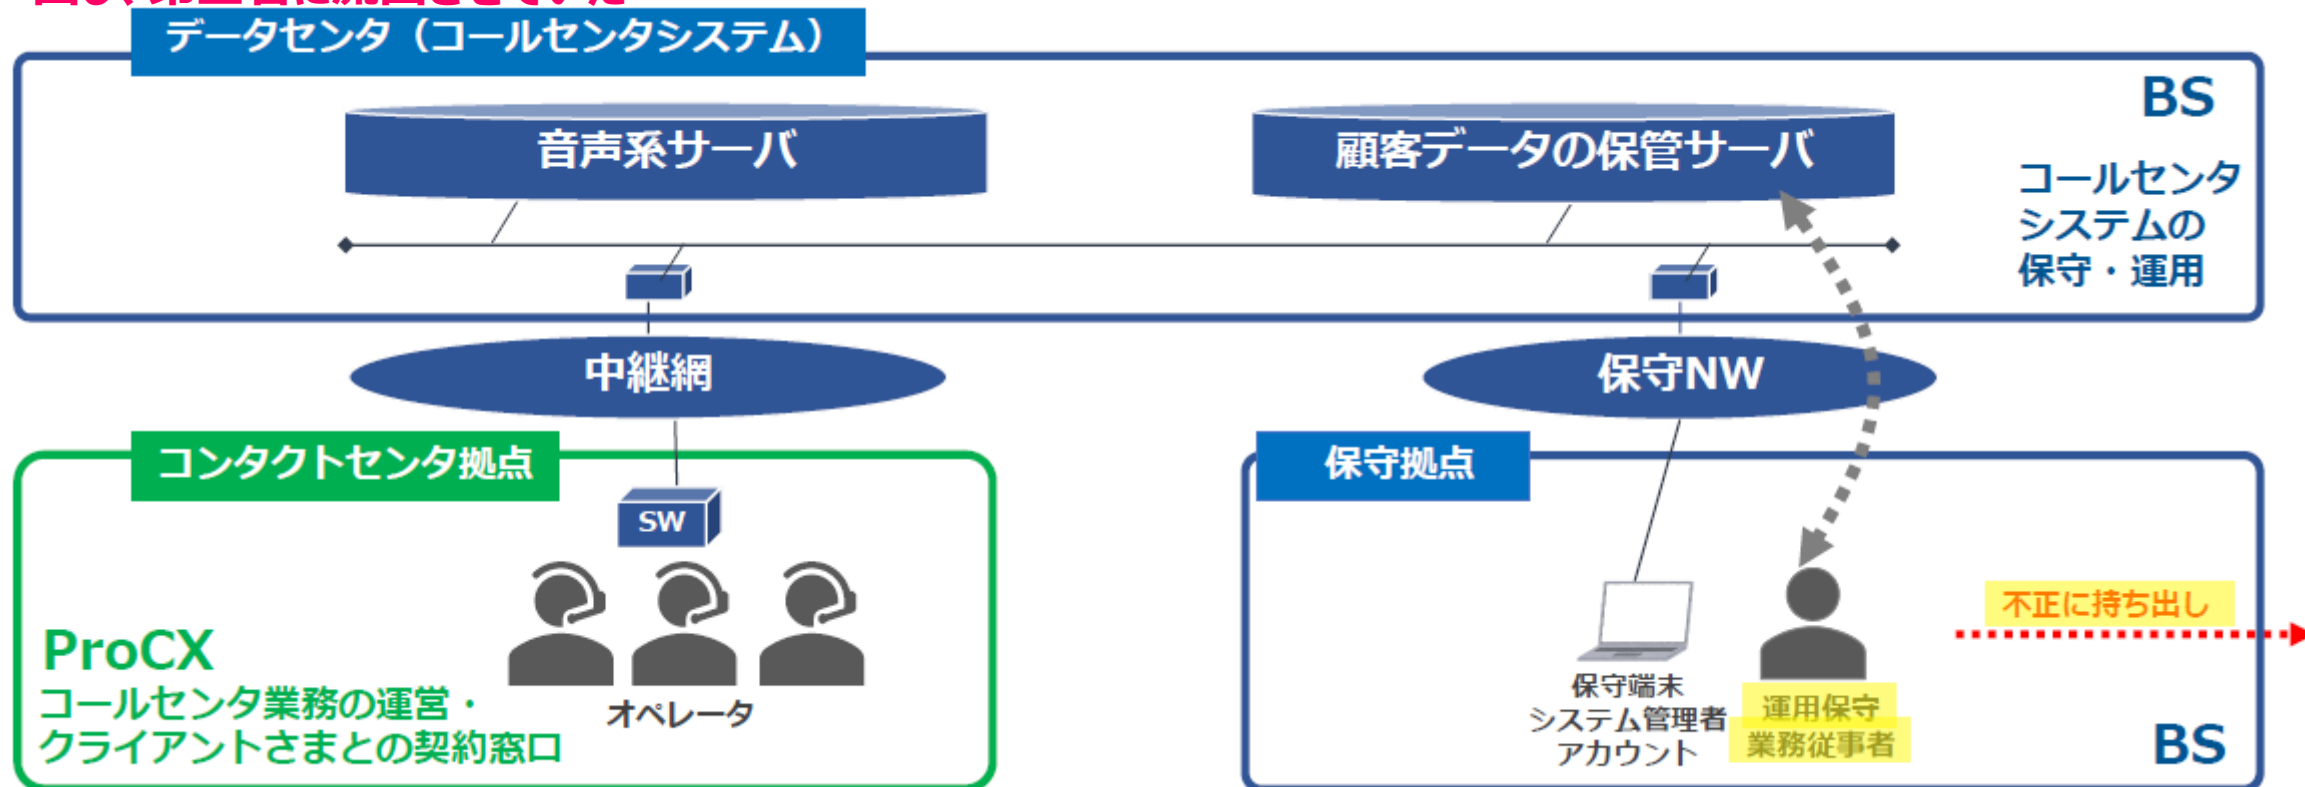 データセンタ（コールセンタシステム）
BS
音声系サーバ
顧客データの保管サーバ
コールセンタ
システムの
保守・運用
中継網
保守NW
コンタクトセンタ拠点
保守拠点
SW
不正に持ち出し
ProCX
コールセンタ業務の運営・
クライアントさまとの契約窓口
オペレータ
保守端末
システム管理者
アカウント
運用保守
業務従事者
BS